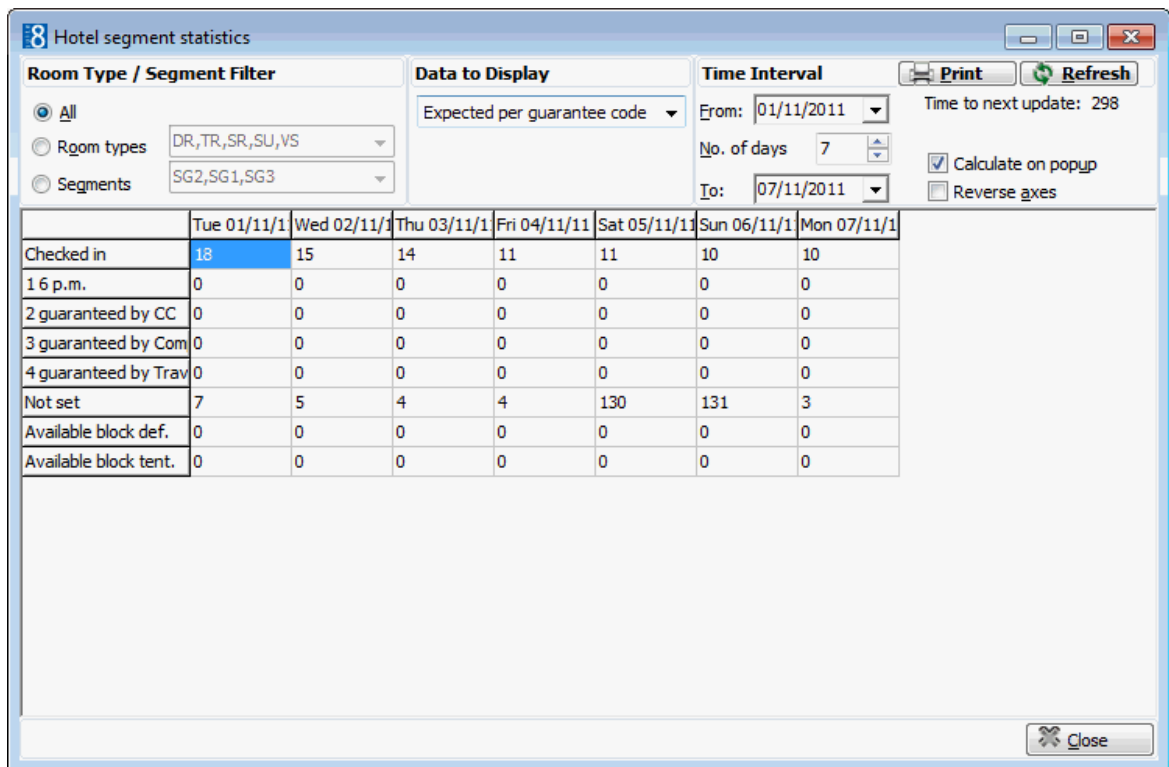 8 Hotel segment statistics
Room Type / Segment Filter Data to Display Time Interval Print Refresh
All Expected per guarantee code From: 01/11/2011 Time to next update: 298
Room types DR,TR,SR,SU,VS No. of days 7 Calculate on popup
Segments SG2,SG1,SG3 To: 07/11/2011 Reverse axes
Tue 01/11/1 Wed 02/11/1 Thu 03/11/1 Fri 04/11/11 Sat 05/11/11 Sun 06/11/1 Mon 07/11/1
Checked in 18 15 14 11 11 10 10
1 6 p.m. 0 0 0 0 0 0 0
2 guaranteed by CC 0 0 0 0 0 0 0
3 guaranteed by Com 0 0 0 0 0 0 0
4 guaranteed by Trav 0 0 0 0 0 0 0
Not set 7 5 4 4 130 131 3
Available block def. 0 0 0 0 0 0 0
Available block tent. 0 0 0 0 0 0 0
Close